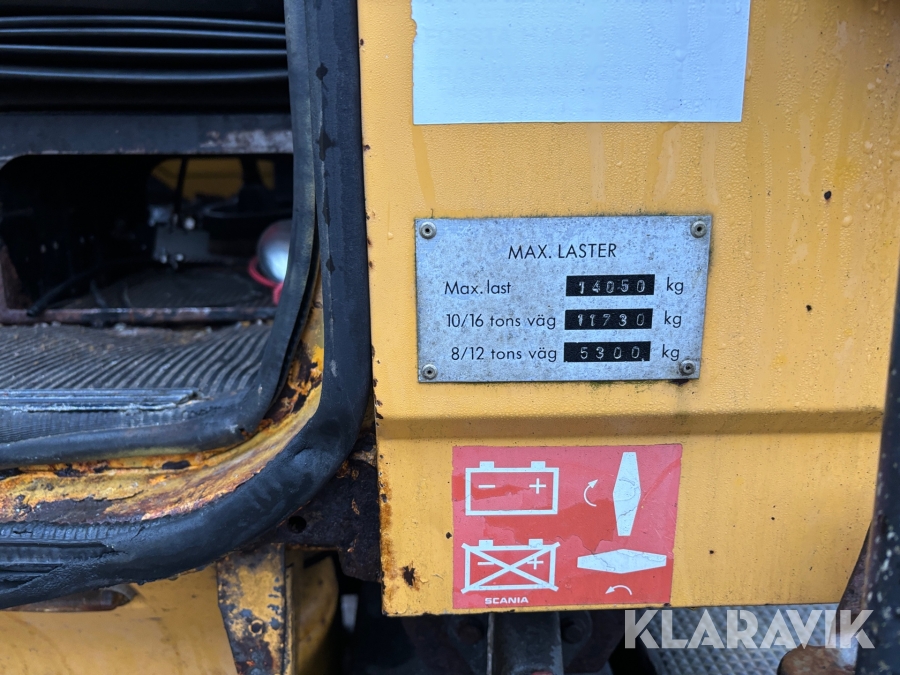 MAX. LASTER
Max. last 14050 kg
10/16 tons väg 11730 kg
8/12 tons väg 5300 kg
- +
- +
SCANIA
KLARAVIK